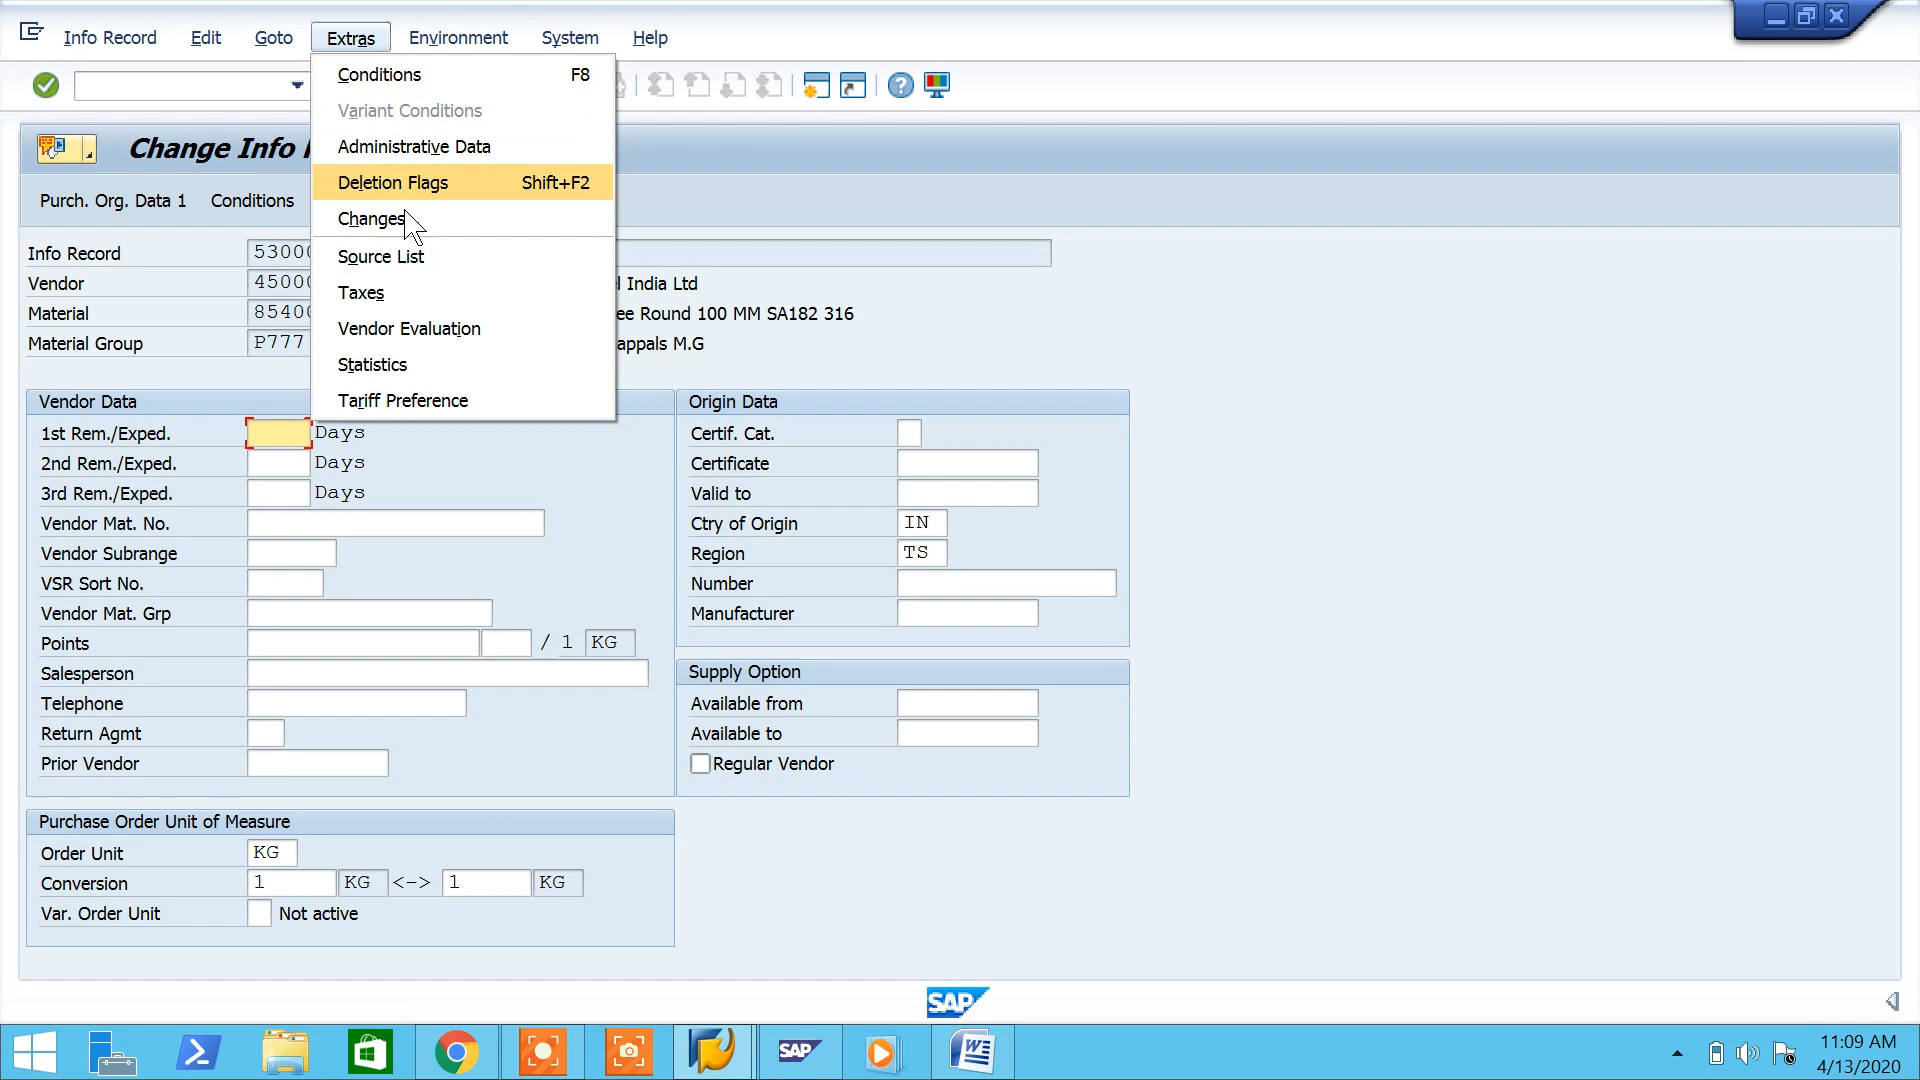 Info Record Edit Goto Extras Environment System Help
Conditions F8
Variant Conditions
Administrative Data
Deletion Flags Shift+F2
Changes
Source List
Taxes
Vendor Evaluation
Statistics
Tariff Preference
Change Info
Purch. Org. Data 1 Conditions
Info Record 5300
Vendor 4500 India Ltd
Material 8540 ee Round 100 MM SA182 316
Material Group P777 appals M.G
Vendor Data
1st Rem./Exped. Days
2nd Rem./Exped. Days
3rd Rem./Exped. Days
Vendor Mat. No.
Vendor Subrange
VSR Sort No.
Vendor Mat. Grp
Points / 1 KG
Salesperson
Telephone
Return Agmt
Prior Vendor
Origin Data
Certif. Cat.
Certificate
Valid to
Ctry of Origin IN
Region TS
Number
Manufacturer
Supply Option
Available from
Available to
Regular Vendor
Purchase Order Unit of Measure
Order Unit KG
Conversion 1 KG <-> 1 KG
Var. Order Unit Not active
SAP
SAP
11:09 AM
4/13/2020